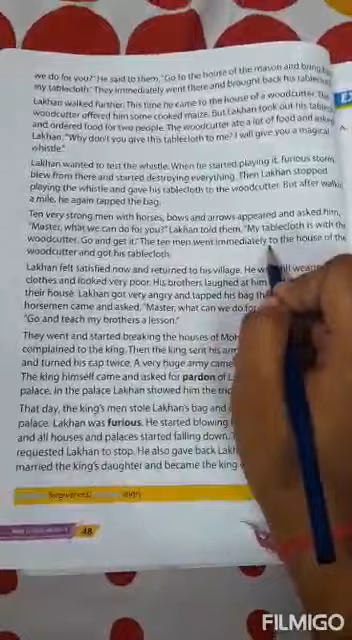 we do for you?" He said to them, "Go to the house of the mason and bring
my tablecloth." They immediately went there and brought back his tablecloth.
Lakhan walked further. This time he came to the house of a woodcutter. The
woodcutter offered him some cooked maize. But Lakhan took out his
and ordered food for two people. The woodcutter ate a lot of food and asked
Lakhan, "Why don't you give this tablecloth to me? I will give you a magical
whistle."
Lakhan wanted to test the whistle. When he started playing it, furious storm
blew from there and started destroying everything. Then Lakhan stopped
playing the whistle and gave his tablecloth to the woodcutter. But after
a mile, he again tapped the bag.
Ten very strong men with horses, bows and arrows appeared and asked him,
"Master, what we can do for you?" Lakhan told them, "My tablecloth is with the
woodcutter. Go and get it." The ten men went immediately to the house of the
woodcutter and got his tablecloth.
Lakhan felt satisfied now and returned to his village. He
clothes and looked very poor. His brothers laughed at him
their house. Lakhan got very angry and tapped his bag
horsemen came and asked, "Master, what can we do for
"Go and teach my brothers a lesson."
They went and started breaking the houses of
complained to the king. Then the king sent his
and turned his cap twice. A very huge army came
The king himself came and asked for pardon of
palace. In the palace Lakhan showed him the
That day, the king's men stole Lakhan's bag and
palace. Lakhan was furious. He started blowing
and all houses and palaces started falling down.
requested Lakhan to stop. He also gave back
married the king's daughter and became the king
forgiveness angry
48
FILMIGO